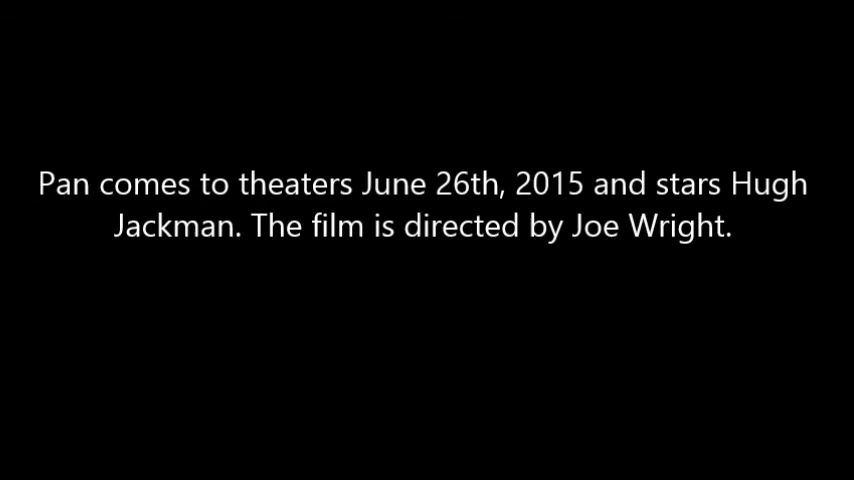 Pan comes to theaters June 26th, 2015 and stars Hugh
Jackman. The film is directed by Joe Wright.